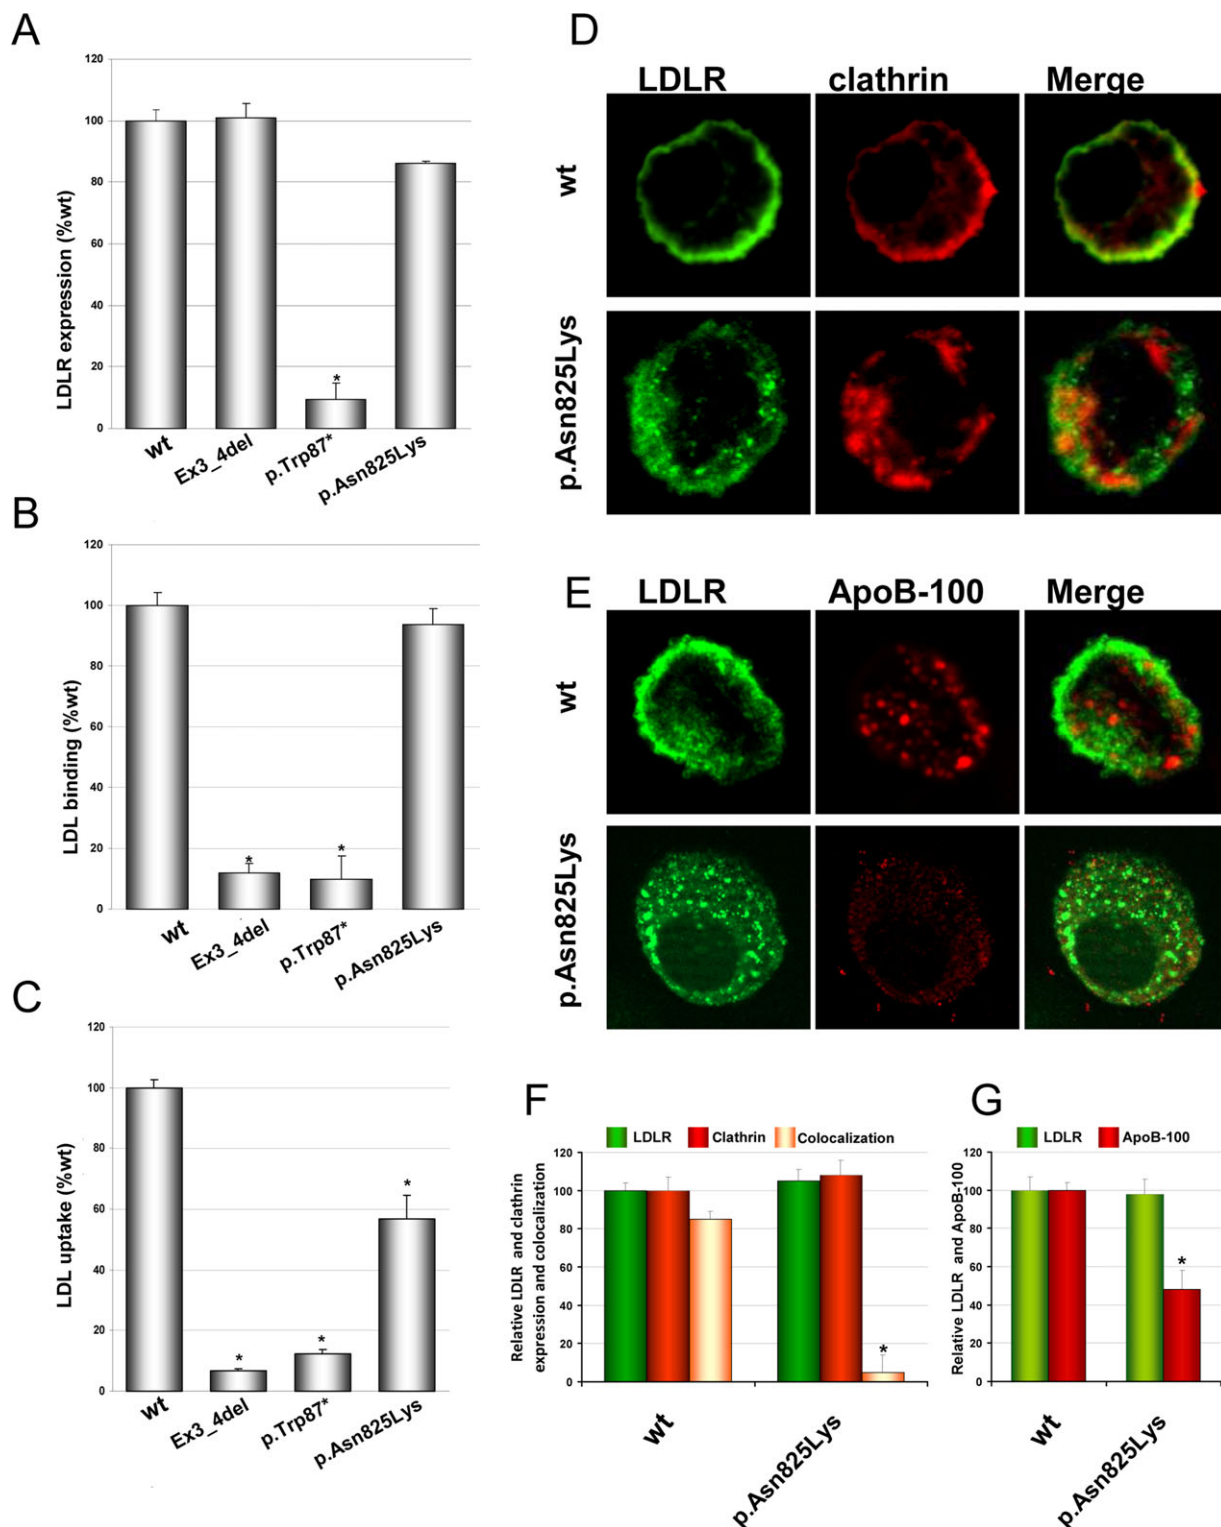 A
120
100
80
60
40
20
0
LDLR expression (%wt)
*
wt
Ex3_4del
p.Trp87*
p.Asn825Lys
B
120
100
80
60
40
20
0
LDL binding (%wt)
*
*
wt
Ex3_4del
p.Trp87*
p.Asn825Lys
C
120
100
80
60
40
20
0
LDL uptake (%wt)
*
*
*
wt
Ex3_4del
p.Trp87*
p.Asn825Lys
D
LDLR clathrin Merge
wt
p.Asn825Lys
E
LDLR ApoB-100 Merge
wt
p.Asn825Lys
F
LDLR Clathrin Colocalization
120
100
80
60
40
20
0
Relative LDLR and clathrin
expression and colocalization
*
wt
p.Asn825Lys
G
LDLR ApoB-100
120
100
80
60
40
20
0
Relative LDLR and ApoB-100
*
wt
p.Asn825Lys